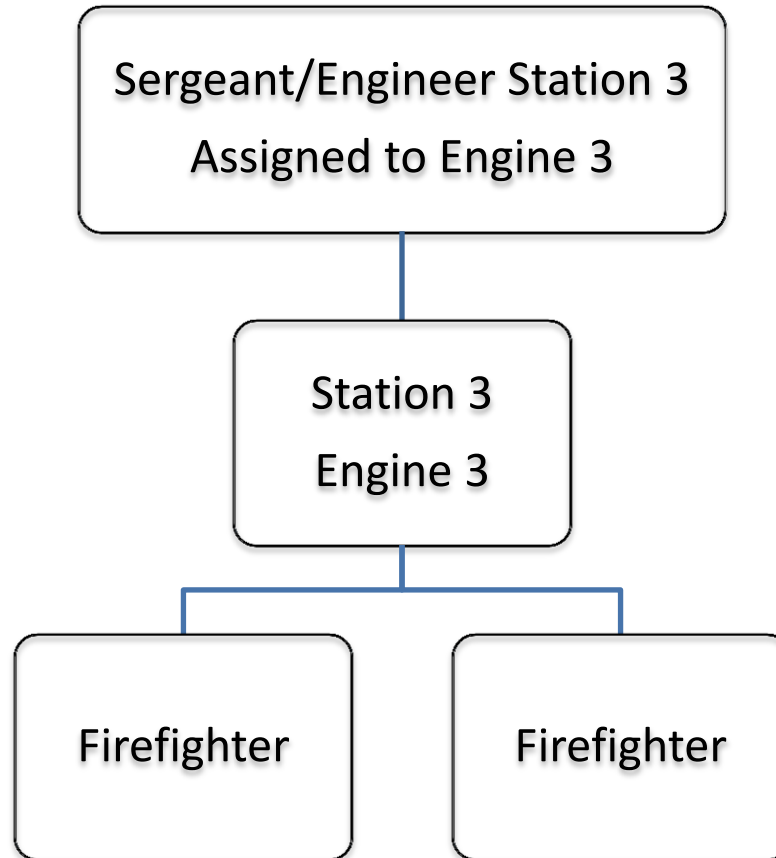 Sergeant/Engineer Station 3
Assigned to Engine 3
Station 3
Engine 3
Firefighter
Firefighter